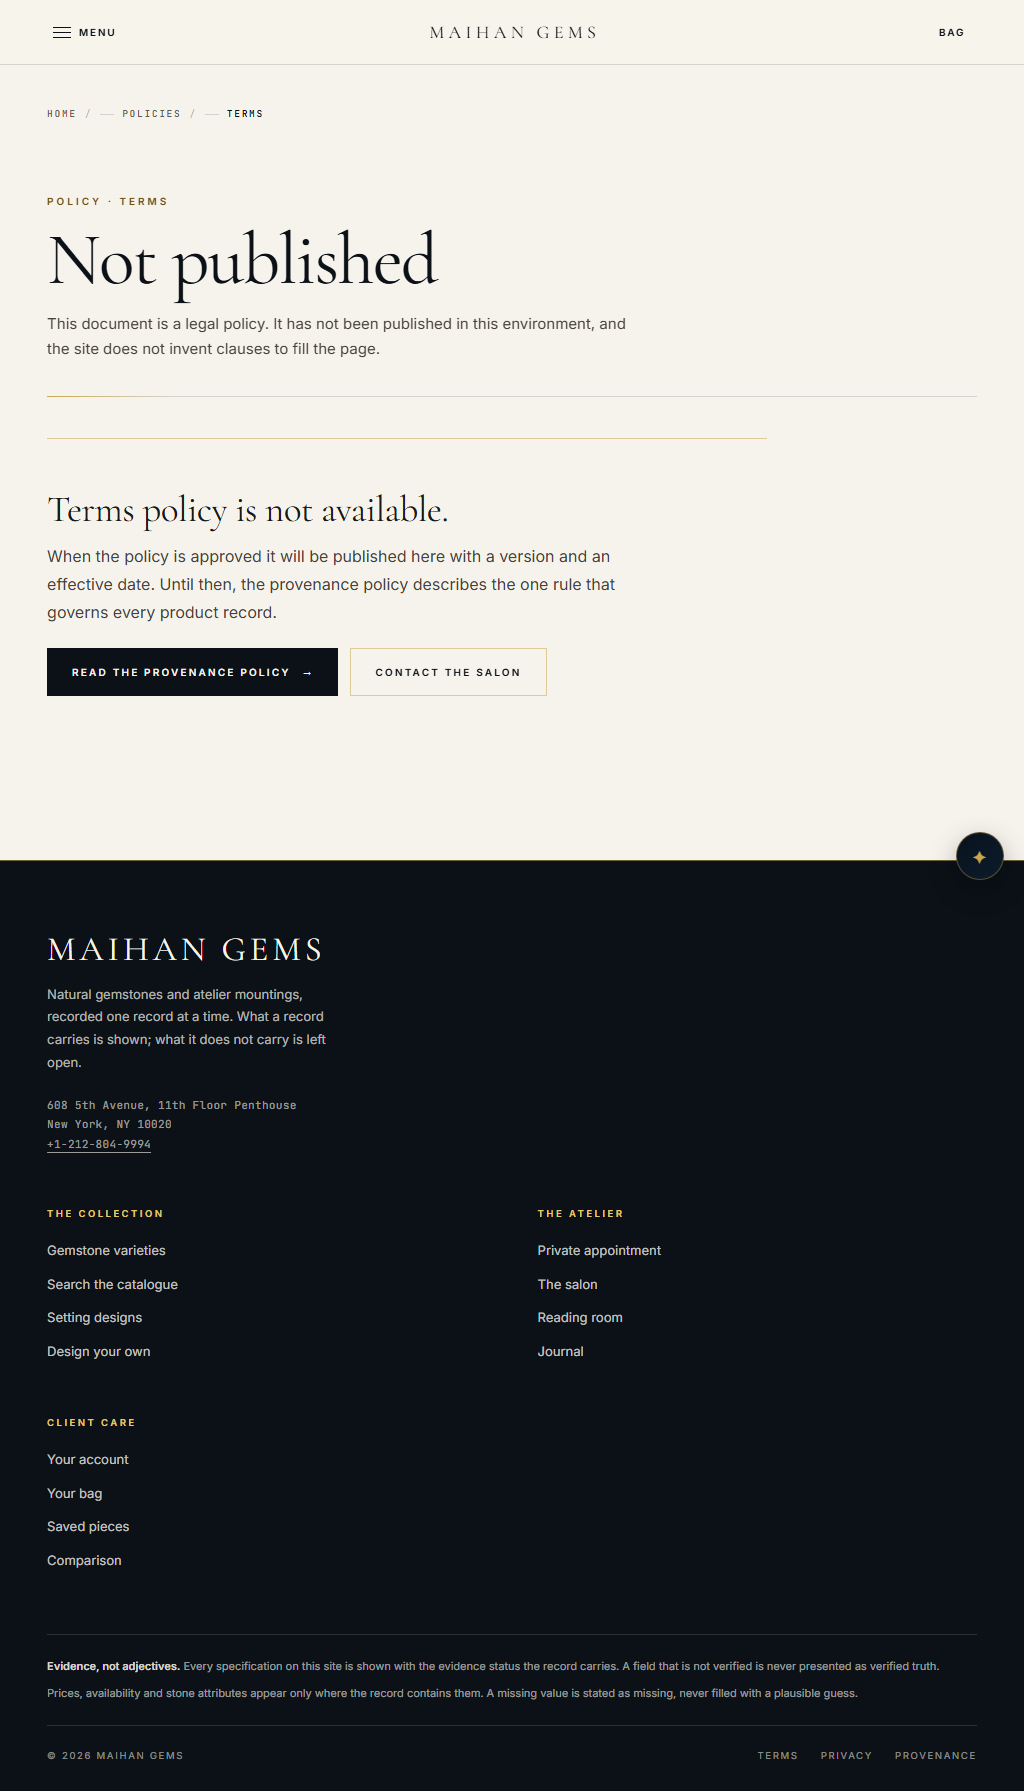 MENU
MAIHAN GEMS
BAG
HOME / — POLICIES / — TERMS
POLICY · TERMS
Not published
This document is a legal policy. It has not been published in this environment, and
the site does not invent clauses to fill the page.
Terms policy is not available.
When the policy is approved it will be published here with a version and an
effective date. Until then, the provenance policy describes the one rule that
governs every product record.
READ THE PROVENANCE POLICY →
CONTACT THE SALON
MAIHAN GEMS
Natural gemstones and atelier mountings,
recorded one record at a time. What a record
carries is shown; what it does not carry is left
open.
608 5th Avenue, 11th Floor Penthouse
New York, NY 10020
+1-212-804-9994
THE COLLECTION
Gemstone varieties
Search the catalogue
Setting designs
Design your own
THE ATELIER
Private appointment
The salon
Reading room
Journal
CLIENT CARE
Your account
Your bag
Saved pieces
Comparison
Evidence, not adjectives. Every specification on this site is shown with the evidence status the record carries. A field that is not verified is never presented as verified truth.
Prices, availability and stone attributes appear only where the record contains them. A missing value is stated as missing, never filled with a plausible guess.
© 2026 MAIHAN GEMS
TERMS PRIVACY PROVENANCE